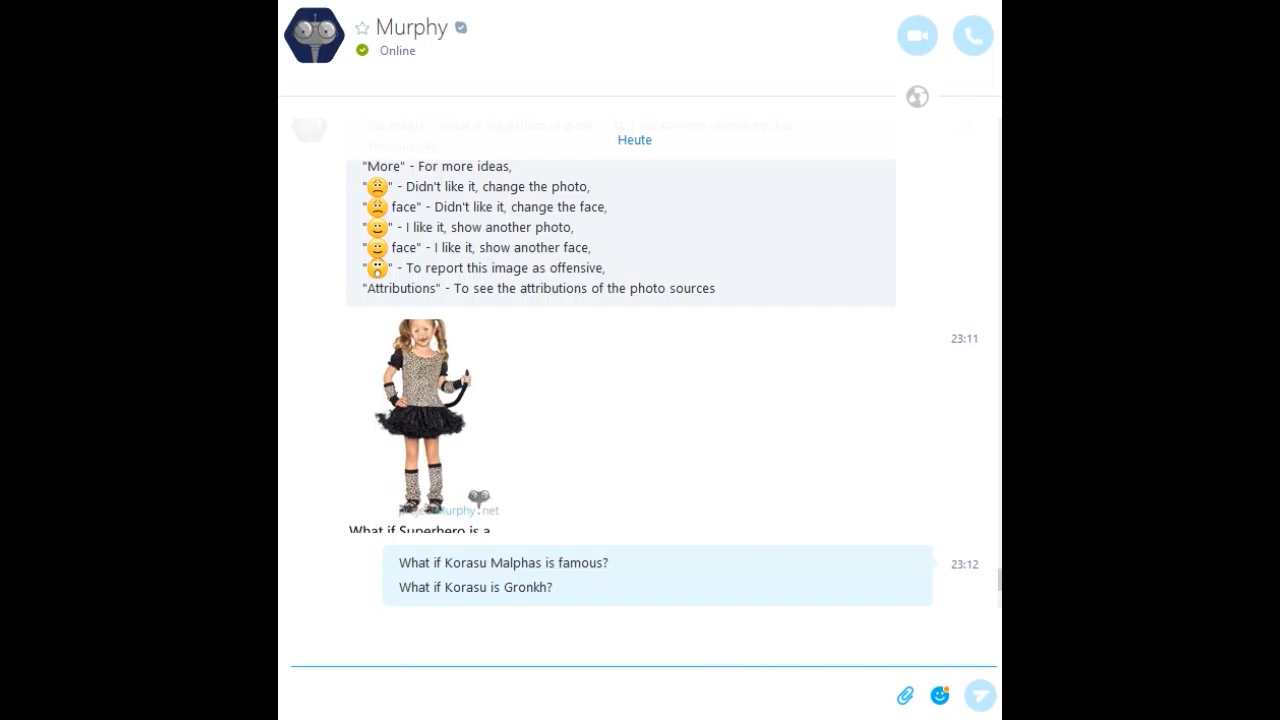 Murphy
Online
Heute
"More" - For more ideas,
"😟" - Didn't like it, change the photo,
"😟 face" - Didn't like it, change the face,
"🙂" - I like it, show another photo,
"🙂 face" - I like it, show another face,
"😮" - To report this image as offensive,
"Attributions" - To see the attributions of the photo sources
23:11
projectMurphy.net
What if Superhero is a
What if Korasu Malphas is famous?
23:12
What if Korasu is Gronkh?